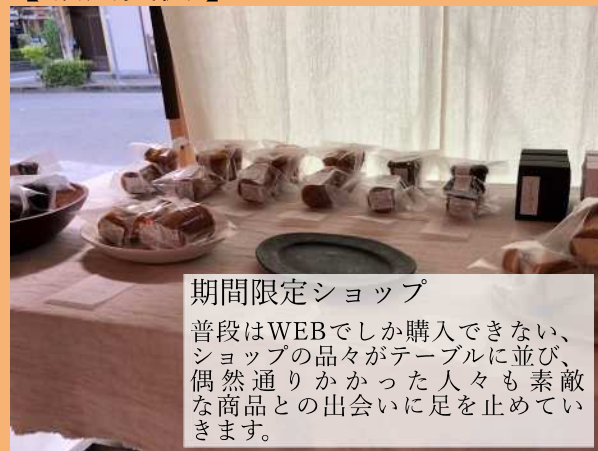 期間限定ショップ
普段はWEBでしか購入できない、
ショップの品々がテーブルに並び、
偶然通りかかった人々も素敵
な商品との出会いに足を止めてい
きます。